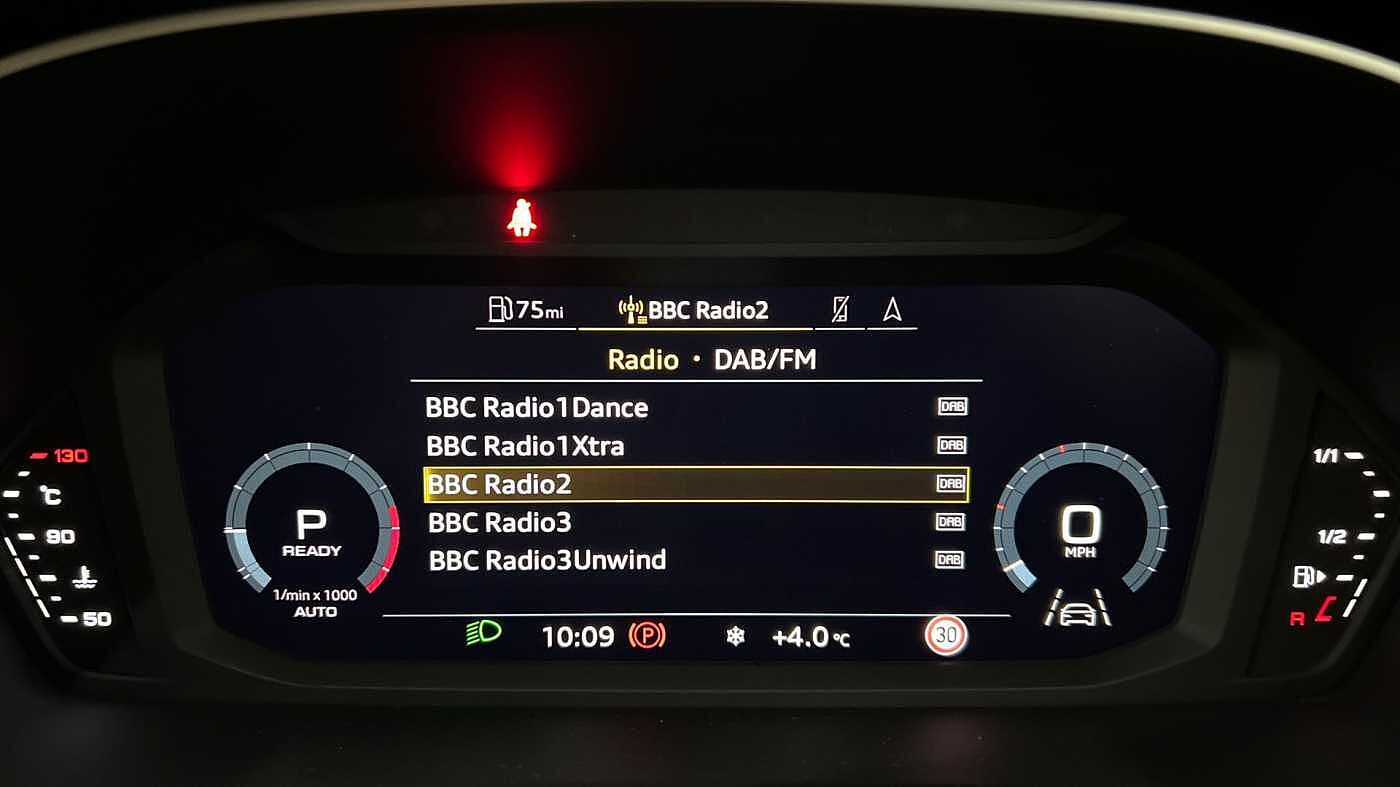 75mi BBC Radio2
Radio • DAB/FM
BBC Radio1Dance DAB
BBC Radio1Xtra DAB
BBC Radio2 DAB
BBC Radio3 DAB
BBC Radio3Unwind DAB
130
°C
90
50
P
READY
1/min x 1000
AUTO
0
MPH
1/1
1/2
R
10:09 P +4.0 °C 30